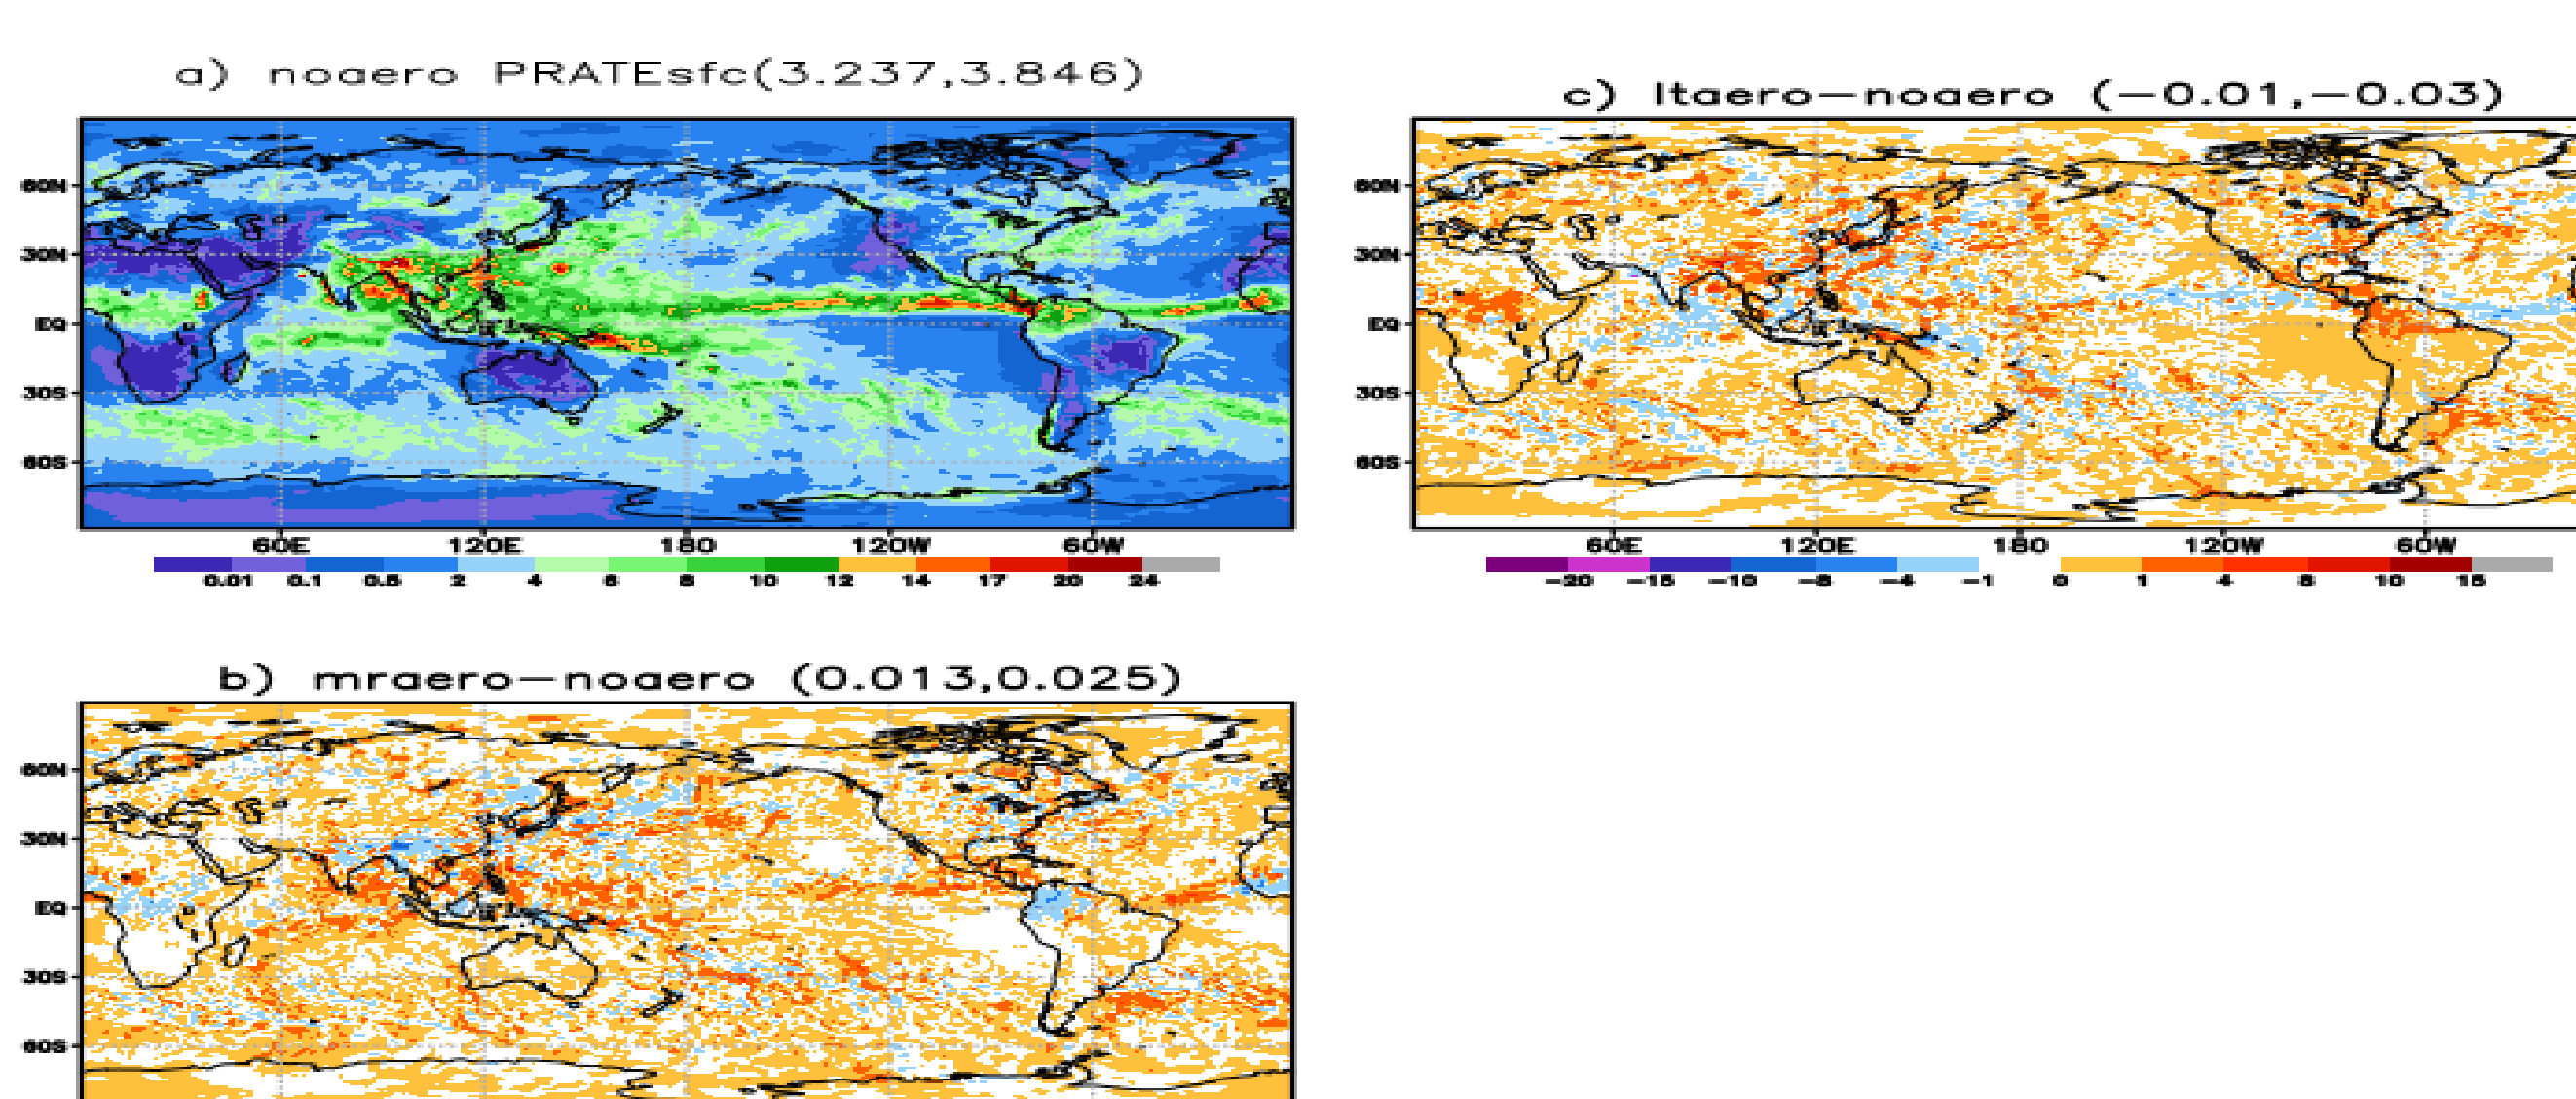 a) noaero PRATEsfc(3.237,3.846)
60N
30N
EQ
30S
60S
60E 120E 180 120W 60W
0.01 0.1 0.5 2 4 6 8 10 12 14 17 20 24
c) ltaero-noaero (-0.01,-0.03)
60N
30N
EQ
30S
60S
60E 120E 180 120W 60W
-20 -15 -10 -8 -4 -1 0 1 4 8 10 15
b) mraero-noaero (0.013,0.025)
60N
30N
EQ
30S
60S